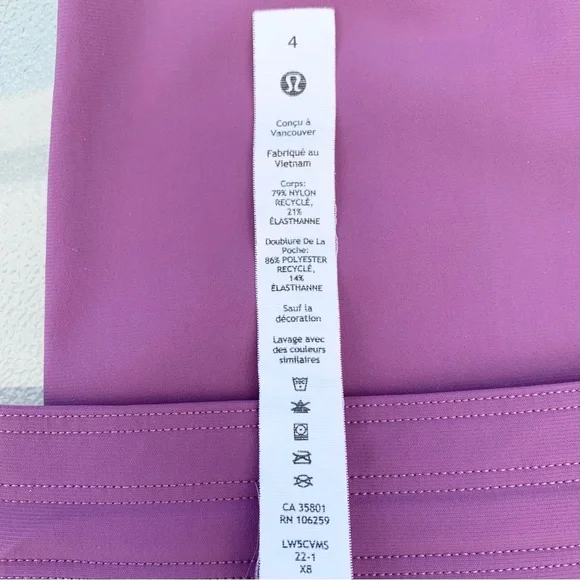 4
Conçu à
Vancouver
Fabriqué au
Vietnam
Corps:
79% NYLON
RECYCLÉ,
21%
ÉLASTHANNE
Doublure De La
Poche:
86% POLYESTER
RECYCLÉ,
14%
ÉLASTHANNE
Sauf la
décoration
Lavage avec
des couleurs
similaires
30C
CA 35801
RN 106259
LW5CVMS
22-1
X8